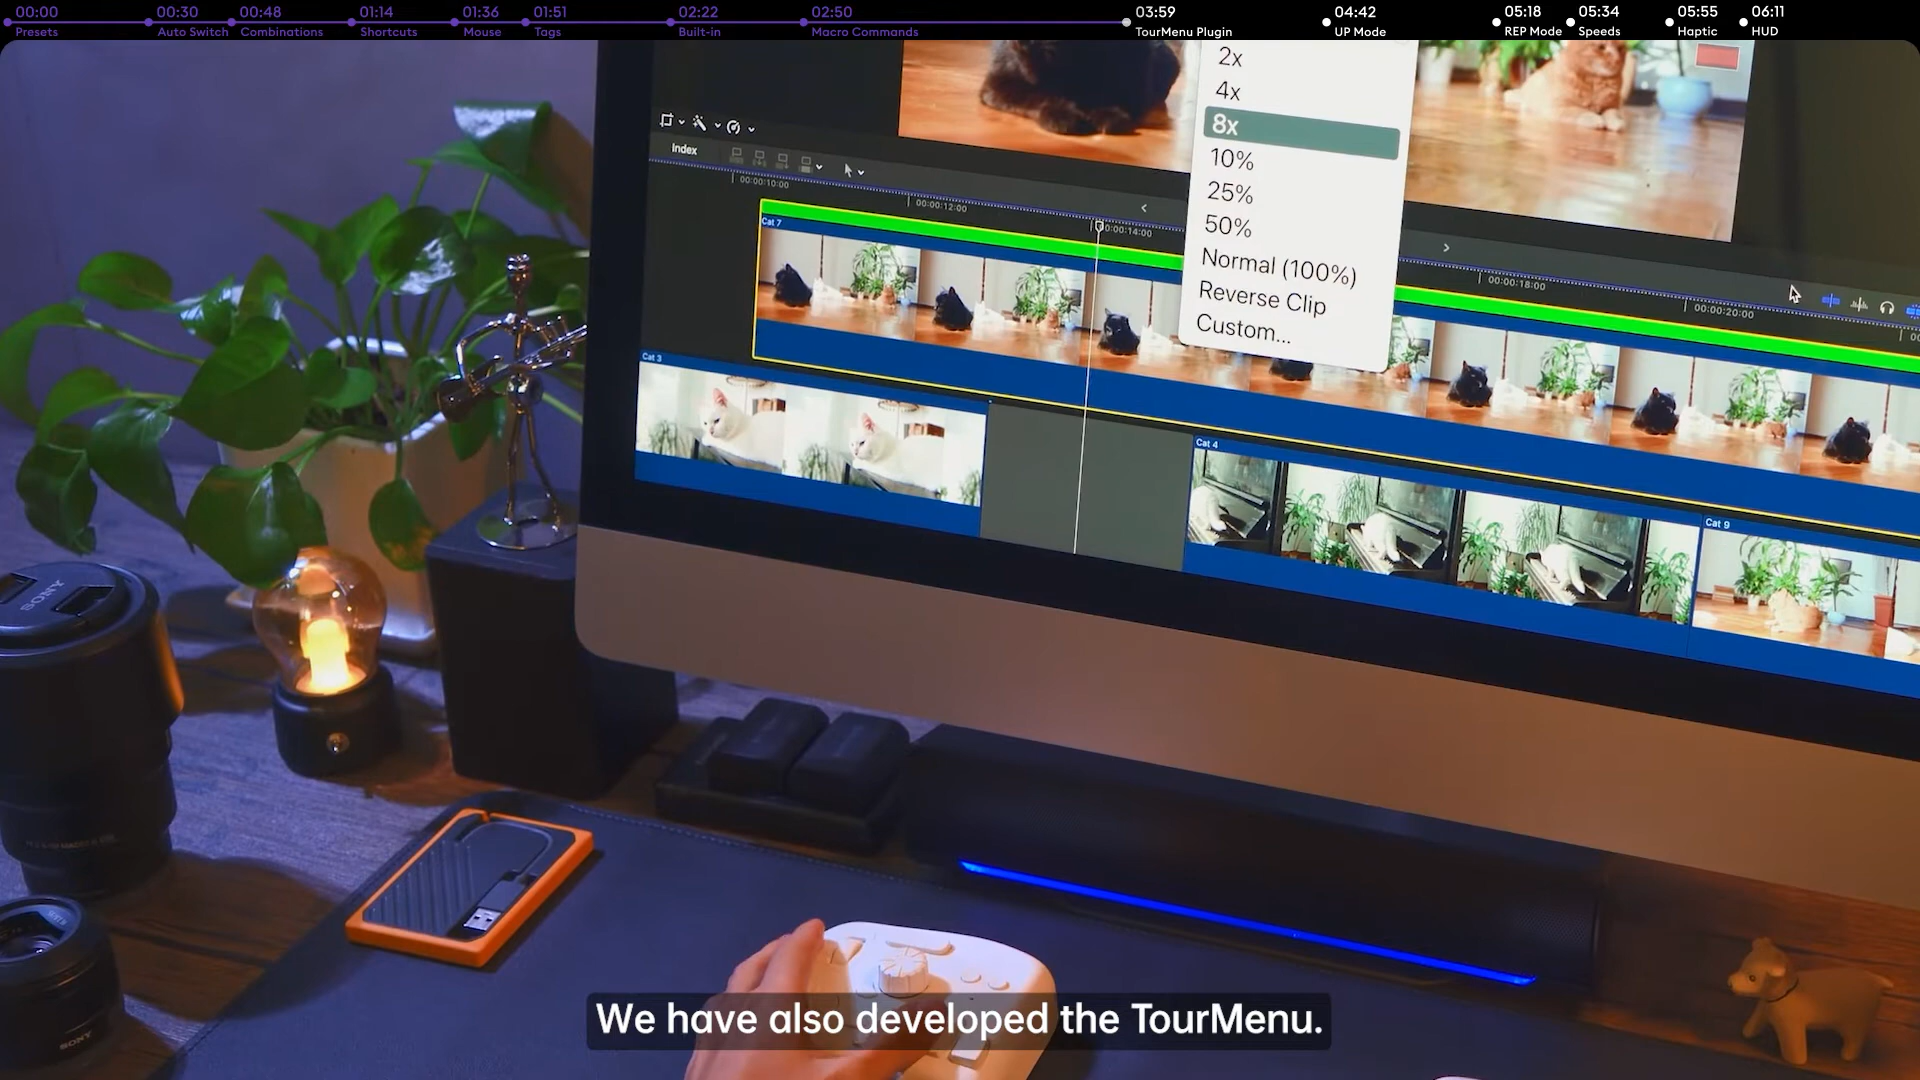 00:00 00:30 00:48 01:14 01:36 01:51 02:22 02:50 03:59 04:42 05:18 05:34 05:55 06:11
Presets Auto Switch Combinations Shortcuts Mouse Tags Built-in Macro Commands TourMenu Plugin UP Mode REP Mode Speeds Haptic HUD
2x
4x
8x
10%
25%
50%
Normal (100%)
Reverse Clip
Custom...
Index
00:00:10:00
00:00:12:00
0:00:14:00
00:00:18:00
00:00:20:00
Cat 7
Cat 3
Cat 4
Cat 9
SONY
SONY
We have also developed the TourMenu.